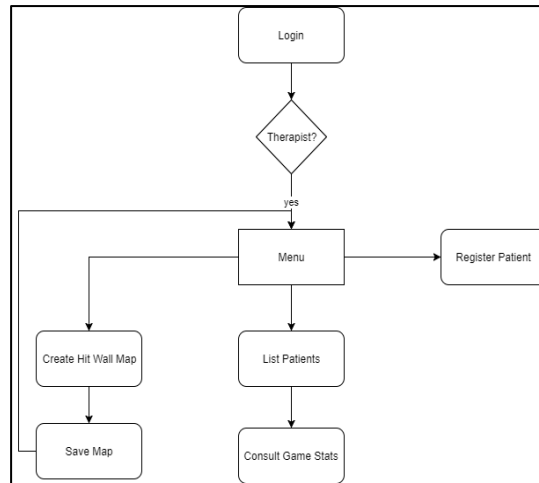 Login
Therapist?
yes
Menu
Register Patient
Create Hit Wall Map
List Patients
Save Map
Consult Game Stats